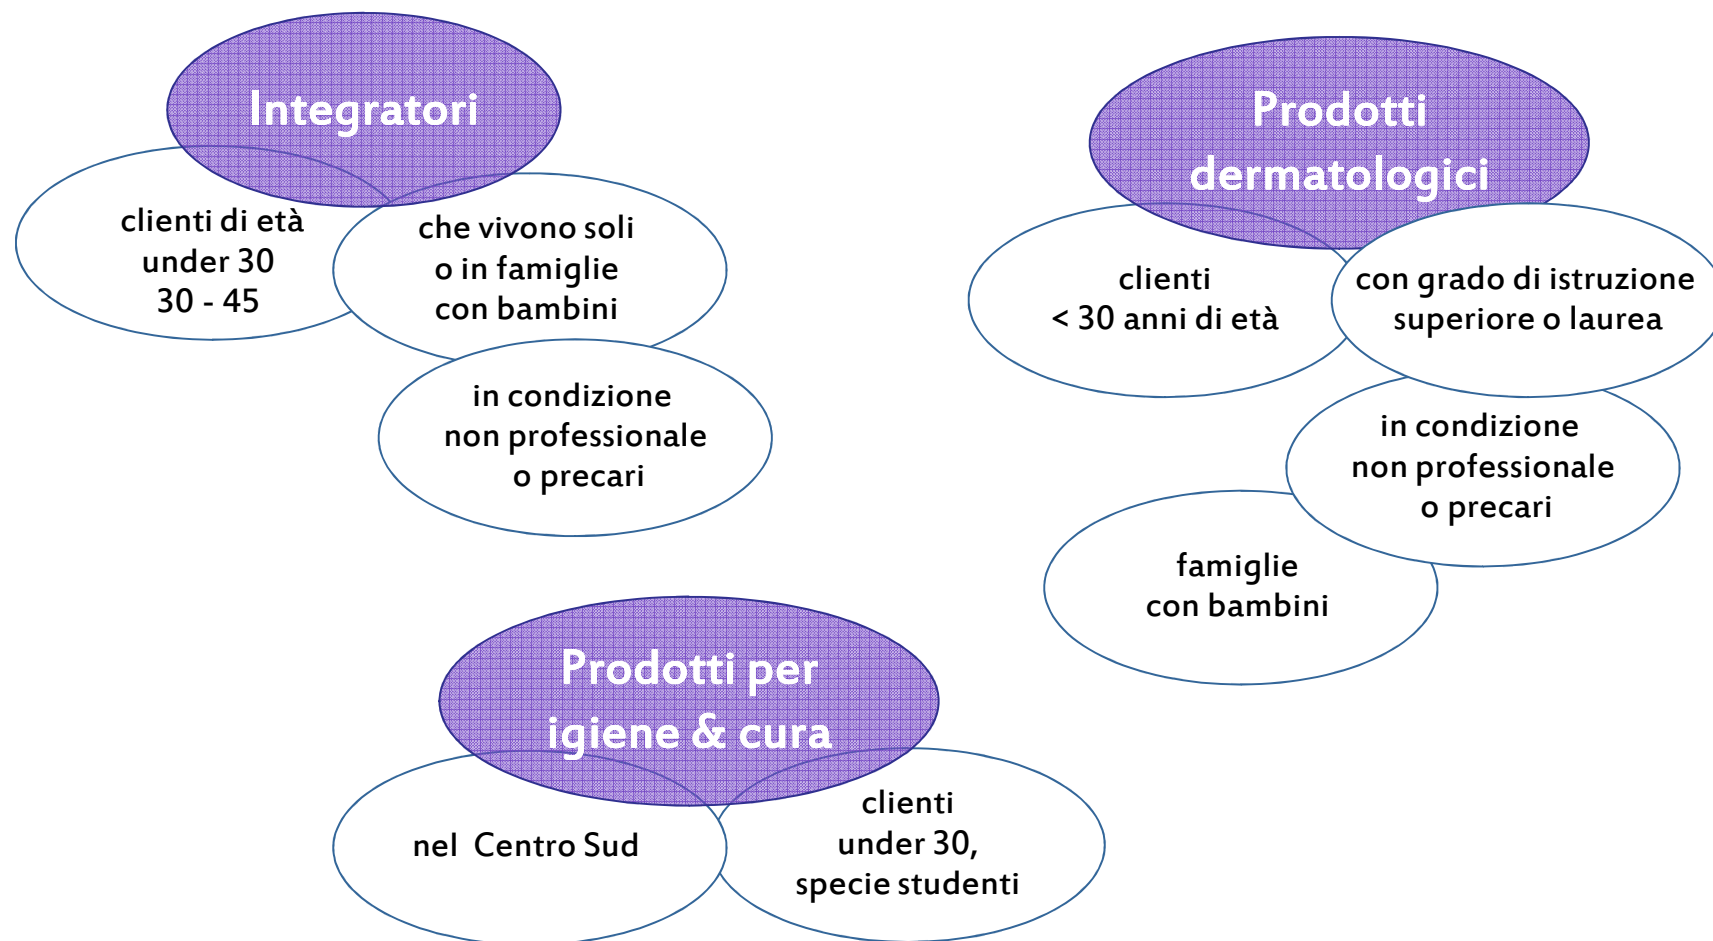 Integratori
clienti di età
under 30
30 - 45
che vivono soli
o in famiglie
con bambini
in condizione
non professionale
o precari
Prodotti
dermatologici
clienti
< 30 anni di età
con grado di istruzione
superiore o laurea
in condizione
non professionale
o precari
famiglie
con bambini
Prodotti per
igiene & cura
nel Centro Sud
clienti
under 30,
specie studenti